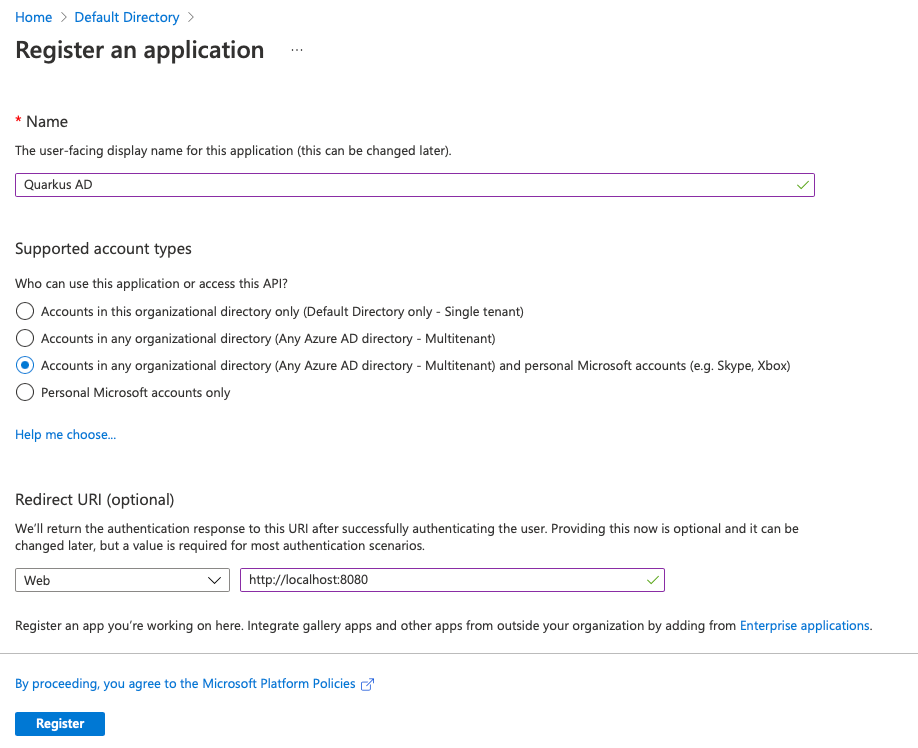 Home > Default Directory >
Register an application ...
* Name
The user-facing display name for this application (this can be changed later).
Quarkus AD
Supported account types
Who can use this application or access this API?
Accounts in this organizational directory only (Default Directory only - Single tenant)
Accounts in any organizational directory (Any Azure AD directory - Multitenant)
Accounts in any organizational directory (Any Azure AD directory - Multitenant) and personal Microsoft accounts (e.g. Skype, Xbox)
Personal Microsoft accounts only
Help me choose...
Redirect URI (optional)
We'll return the authentication response to this URI after successfully authenticating the user. Providing this now is optional and it can be
changed later, but a value is required for most authentication scenarios.
Web http://localhost:8080
Register an app you're working on here. Integrate gallery apps and other apps from outside your organization by adding from Enterprise applications.
By proceeding, you agree to the Microsoft Platform Policies
Register